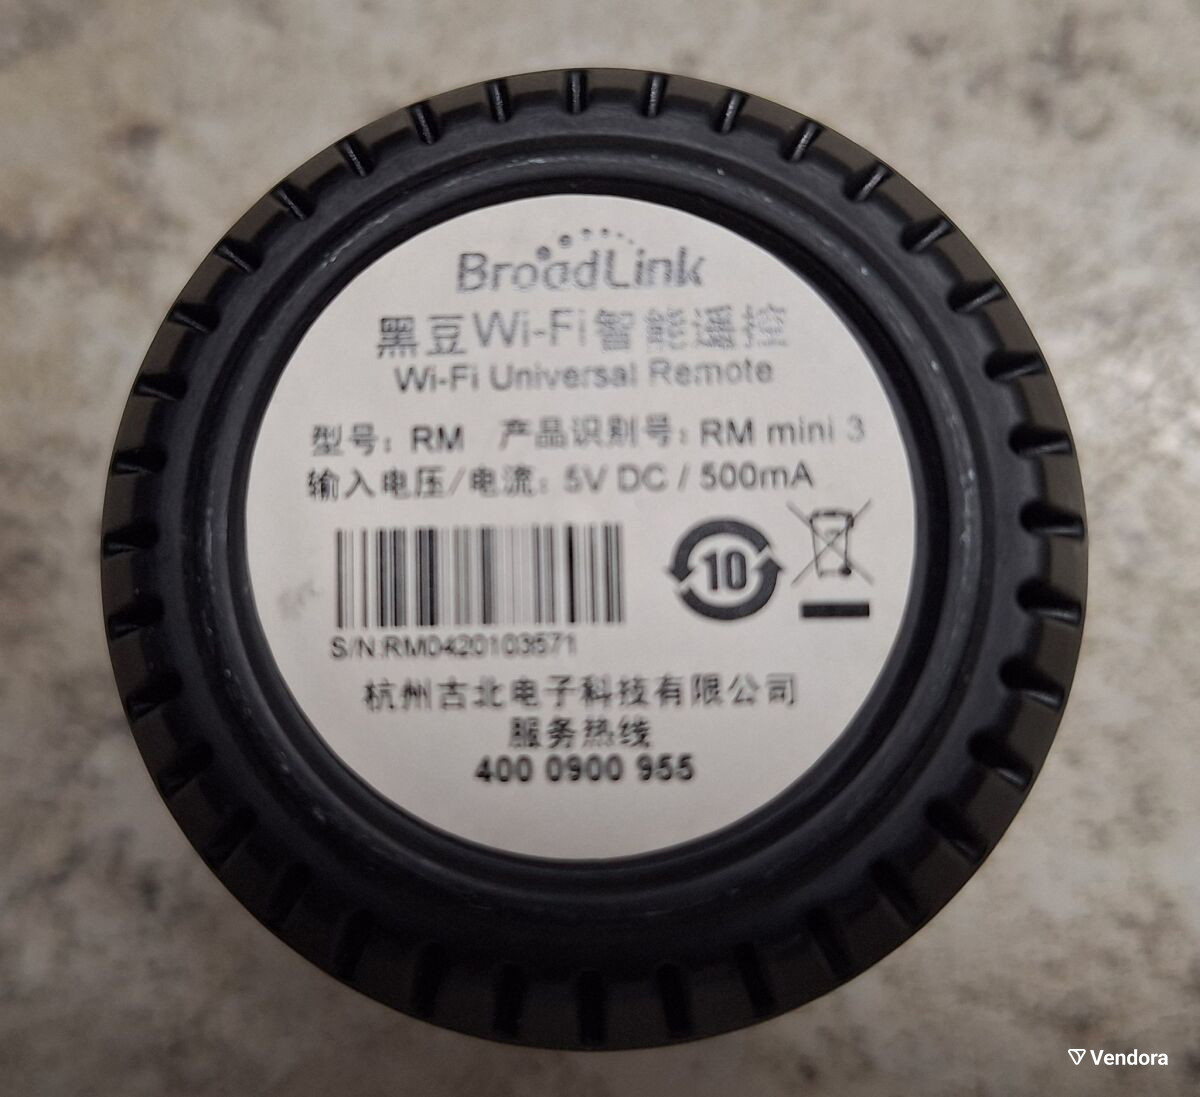 BroadLink
黑豆Wi-Fi智能遥控
Wi-Fi Universal Remote
型号: RM 产品识别号: RM mini 3
输入电压/电流: 5V DC / 500mA
10
S/N:RM0420103571
杭州古北电子科技有限公司
服务热线
400 0900 955
Vendora